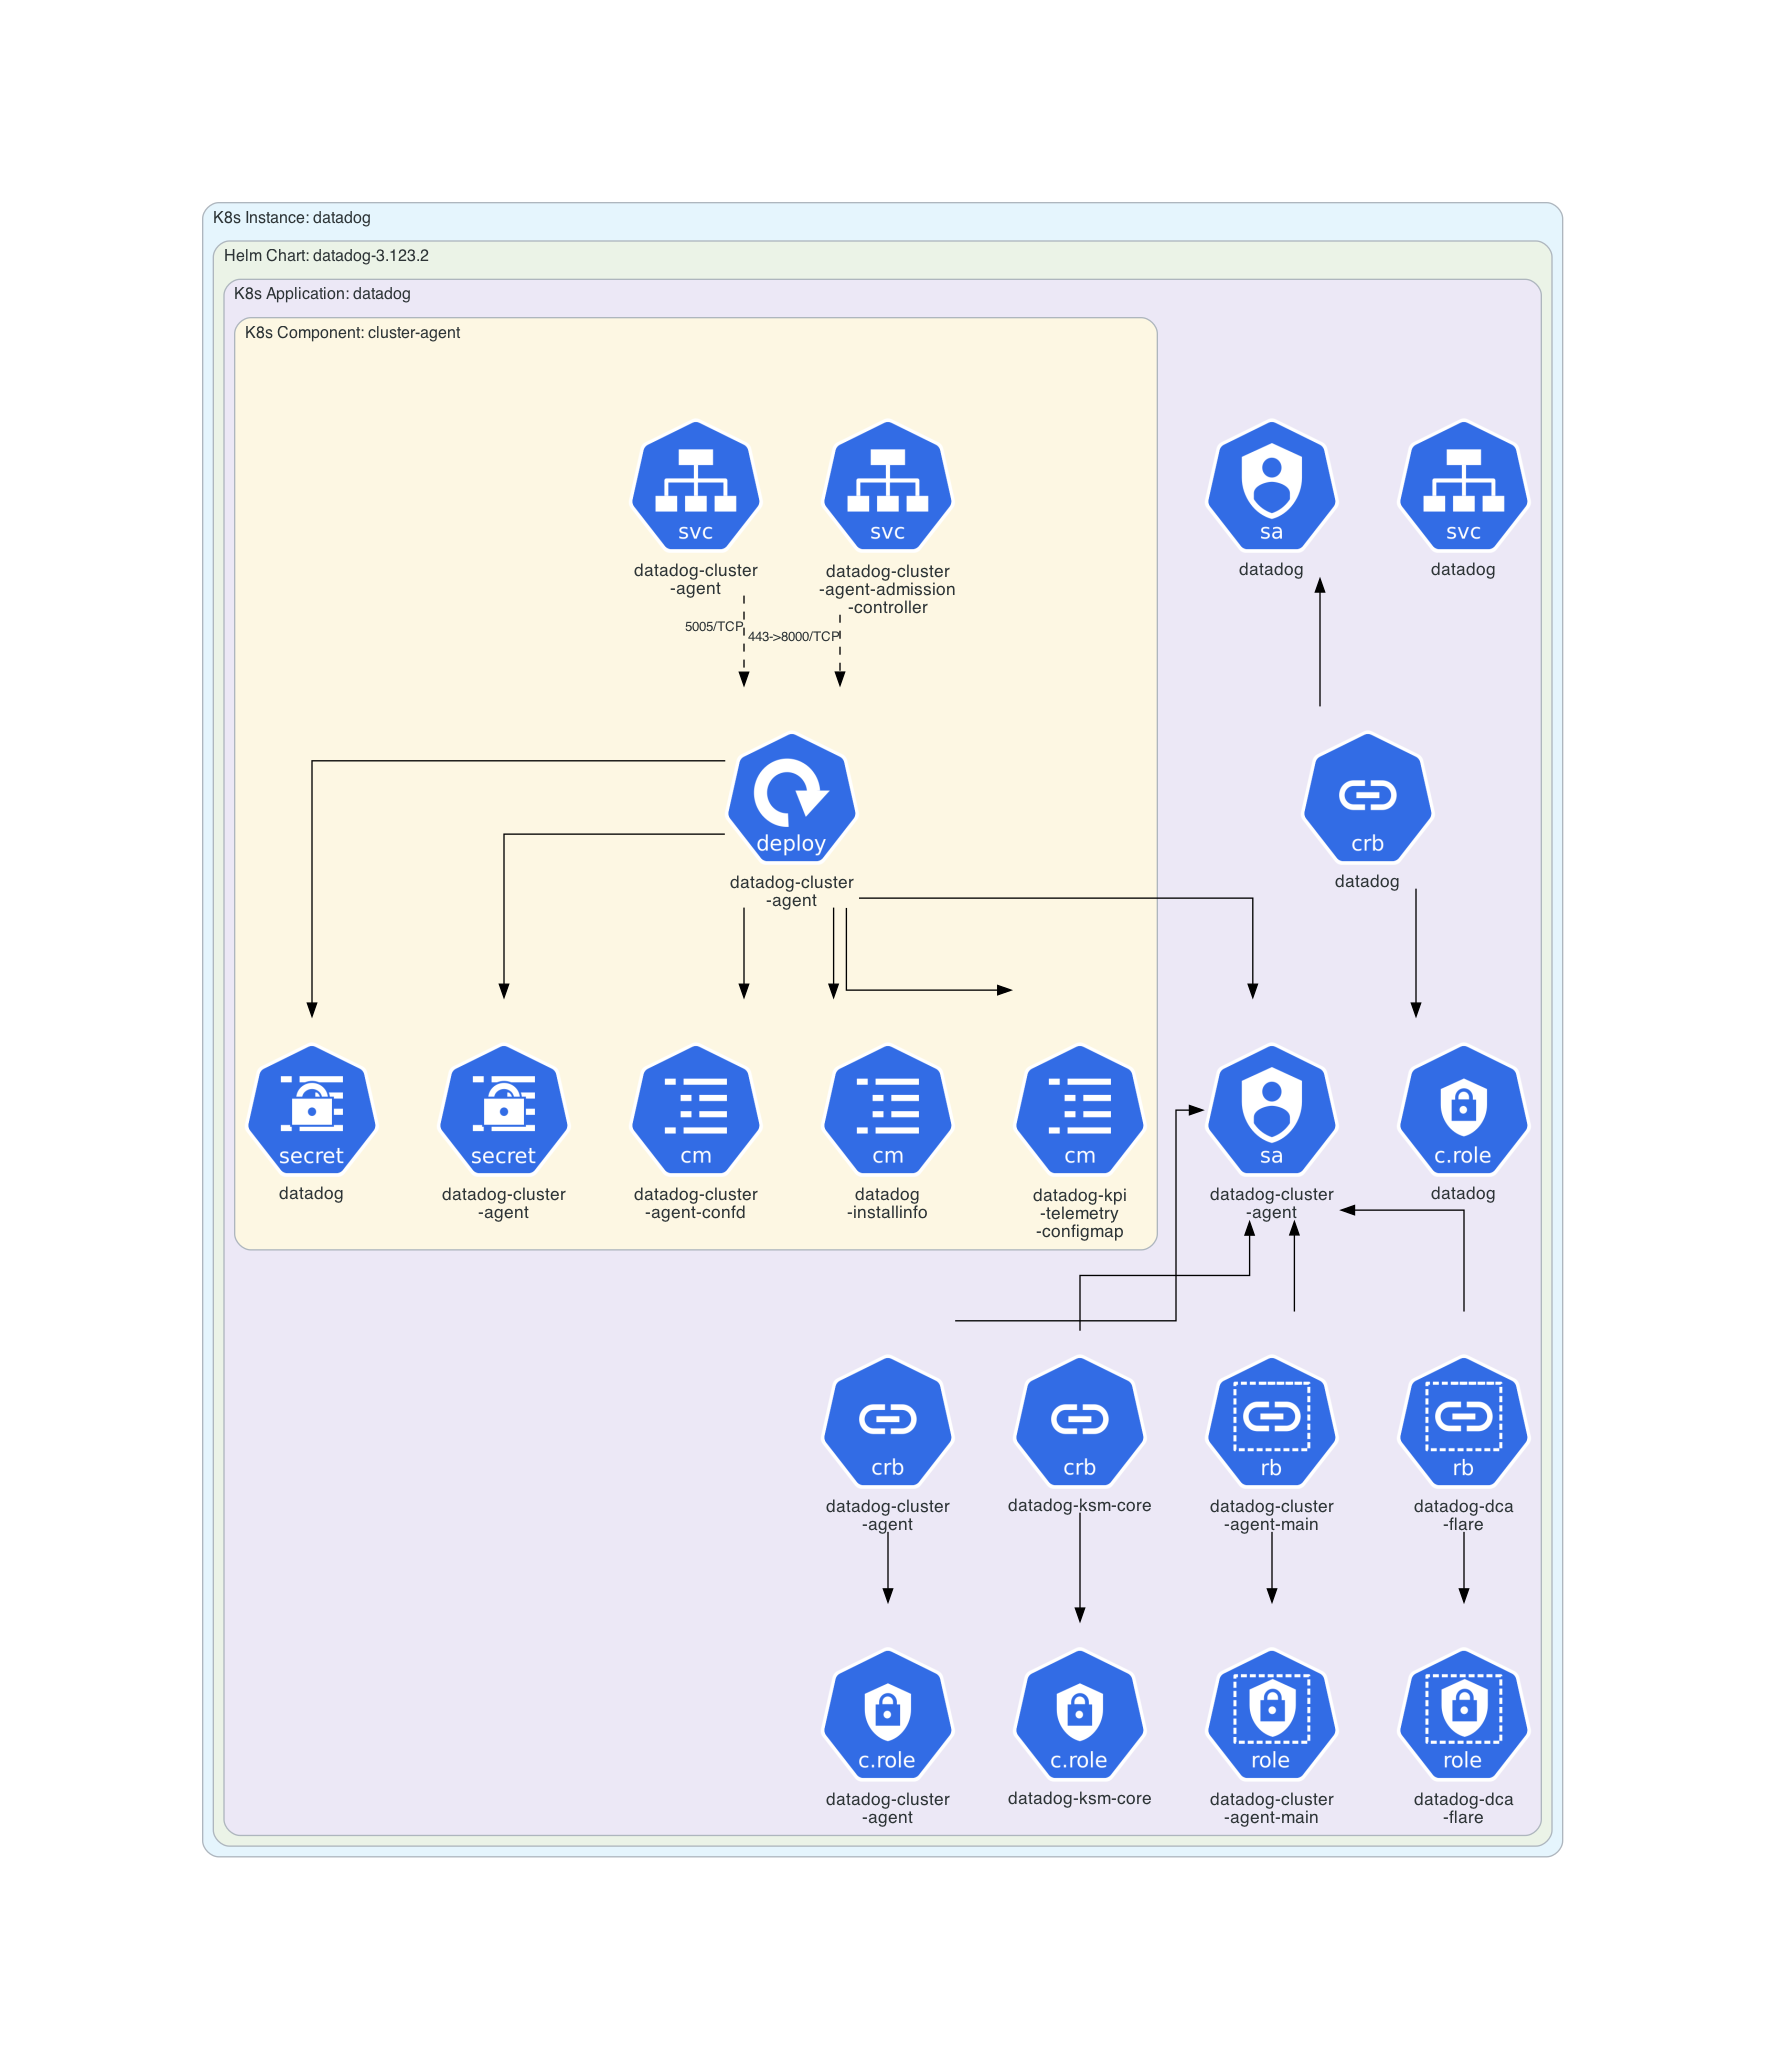 K8s Instance: datadog
Helm Chart: datadog-3.123.2
K8s Application: datadog
K8s Component: cluster-agent
svc
datadog-cluster
-agent
svc
datadog-cluster
-agent-admission
-controller
sa
datadog
svc
datadog
5005/TCP
443->8000/TCP
deploy
datadog-cluster
-agent
crb
datadog
secret
datadog
secret
datadog-cluster
-agent
cm
datadog-cluster
-agent-confd
cm
datadog
-installinfo
cm
datadog-kpi
-telemetry
-configmap
sa
datadog-cluster
-agent
c.role
datadog
crb
datadog-cluster
-agent
crb
datadog-ksm-core
rb
datadog-cluster
-agent-main
rb
datadog-dca
-flare
c.role
datadog-cluster
-agent
c.role
datadog-ksm-core
role
datadog-cluster
-agent-main
role
datadog-dca
-flare